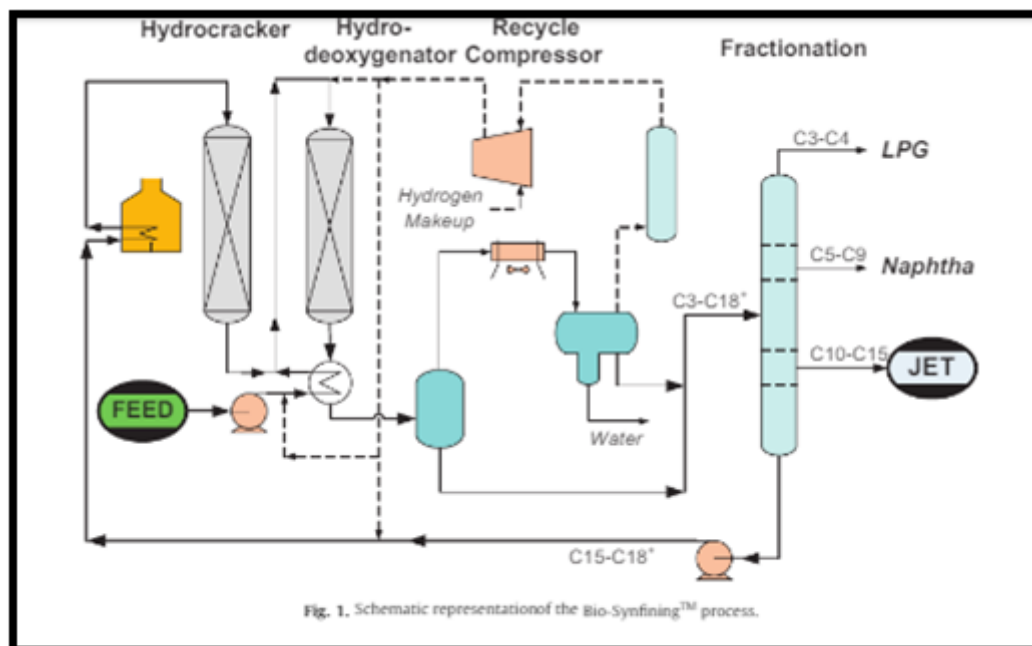 Hydrocracker
Hydro-
deoxygenator
Recycle
Compressor
Fractionation
C3-C4
LPG
Hydrogen
Makeup
C5-C9
Naphtha
C3-C18+
C10-C15
JET
FEED
Water
C15-C18+
Fig. 1. Schematic representationof the Bio-Synfining™ process.